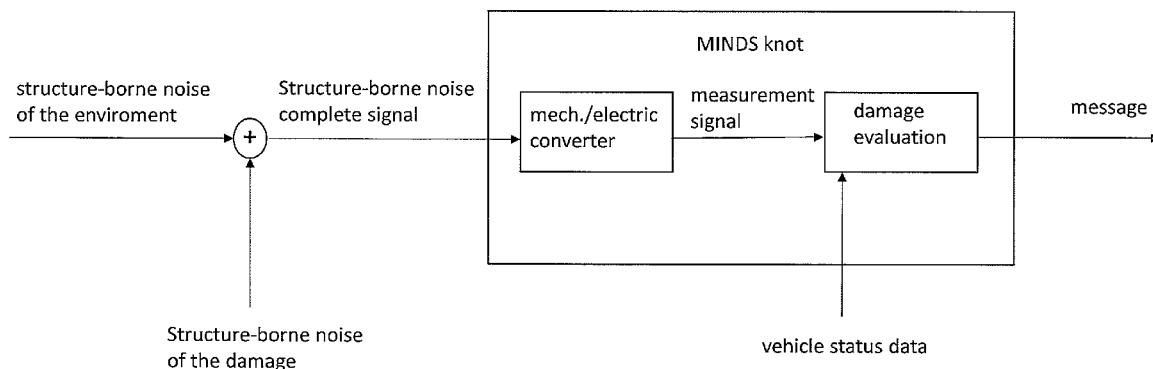 MINDS knot
structure-borne noise
of the enviroment
Structure-borne noise
complete signal
+
mech./electric
converter
measurement
signal
damage
evaluation
message
Structure-borne noise
of the damage
vehicle status data